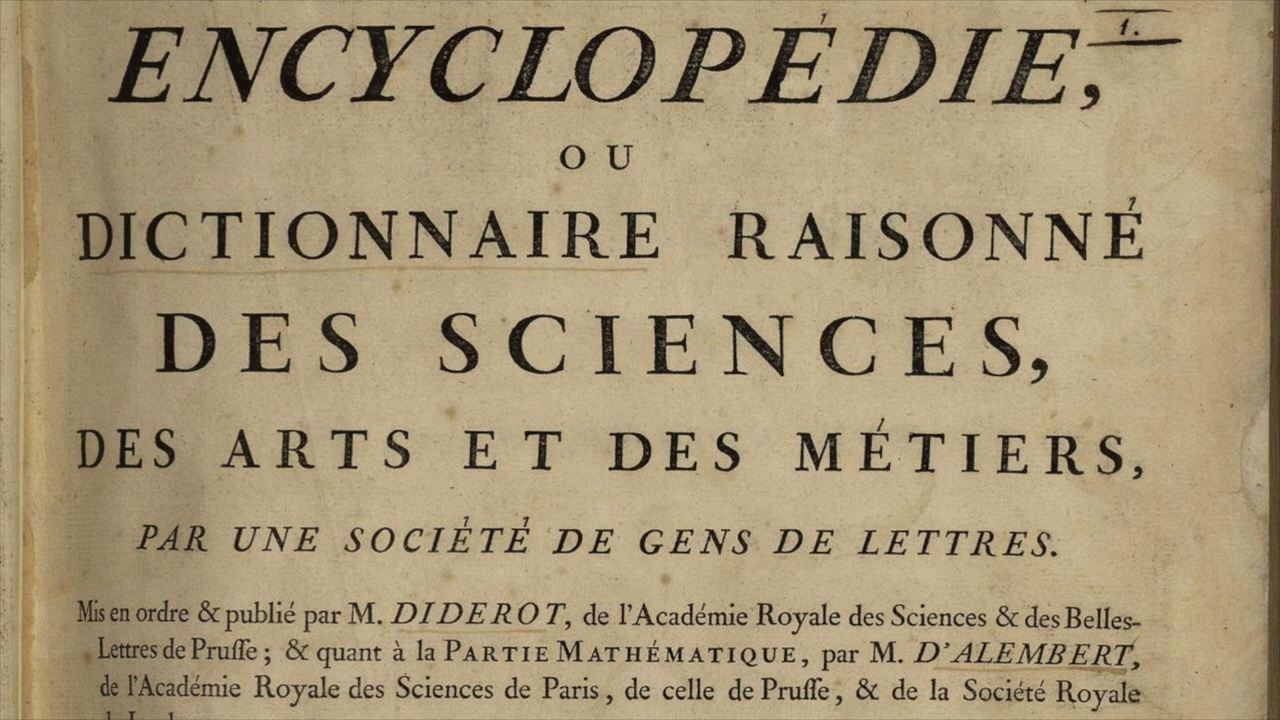 1.
ENCYCLOPÉDIE,
OU
DICTIONNAIRE RAISONNÉ
DES SCIENCES,
DES ARTS ET DES MÉTIERS,
PAR UNE SOCIÉTÉ DE GENS DE LETTRES.
Mis en ordre & publié par M. DIDEROT, de l'Académie Royale des Sciences & des Belles-
Lettres de Pruſſe ; & quant à la PARTIE MATHÉMATIQUE, par M. D'ALEMBERT,
de l'Académie Royale des Sciences de Paris, de celle de Pruſſe, & de la Société Royale